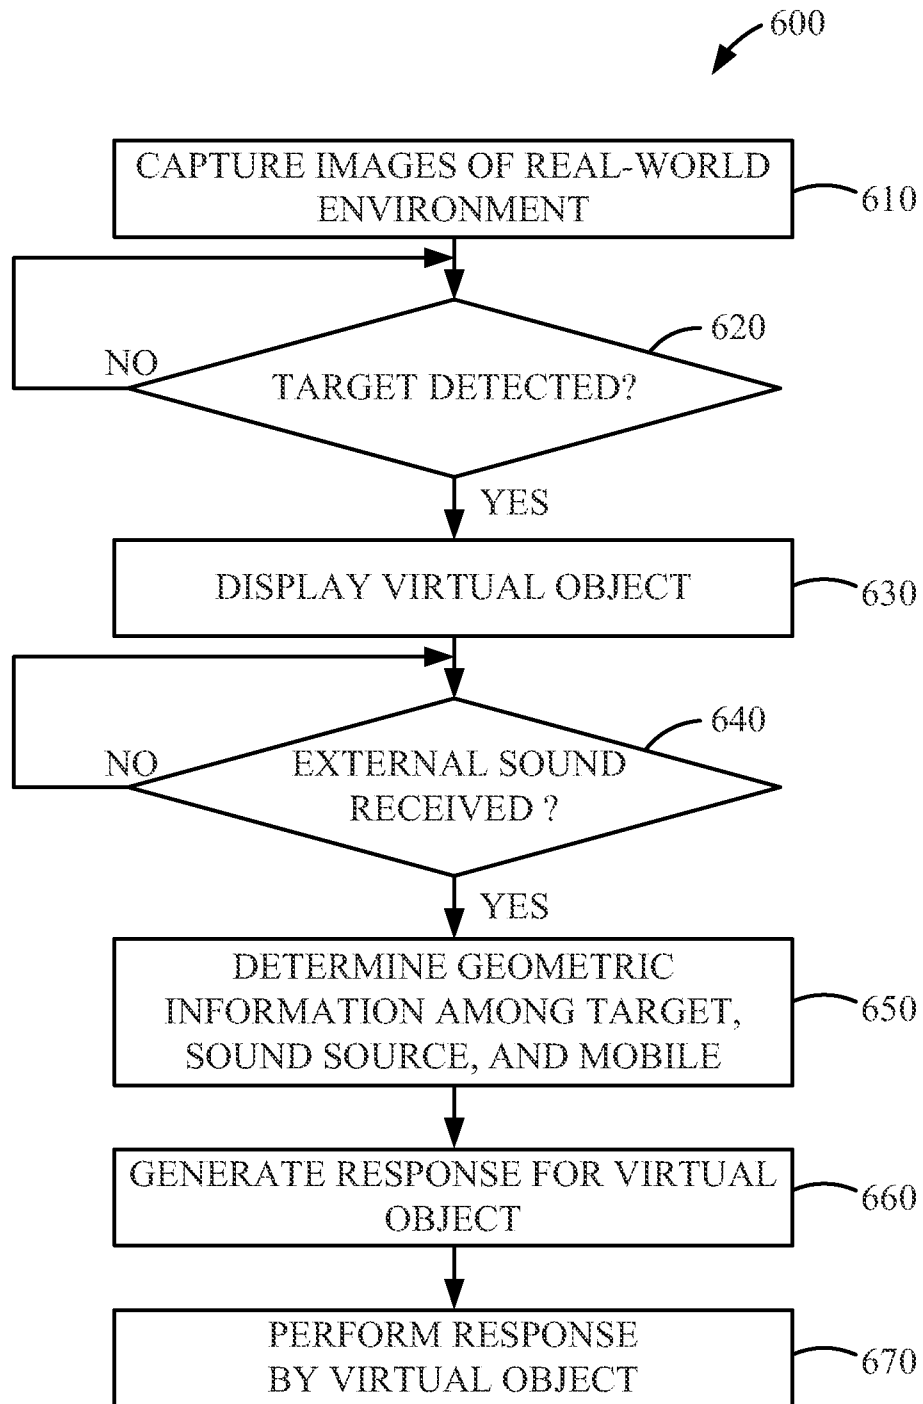 600
CAPTURE IMAGES OF REAL-WORLD
ENVIRONMENT
610
620
NO
TARGET DETECTED?
YES
DISPLAY VIRTUAL OBJECT
630
640
NO
EXTERNAL SOUND
RECEIVED ?
YES
DETERMINE GEOMETRIC
INFORMATION AMONG TARGET,
SOUND SOURCE, AND MOBILE
650
GENERATE RESPONSE FOR VIRTUAL
OBJECT
660
PERFORM RESPONSE
BY VIRTUAL OBJECT
670